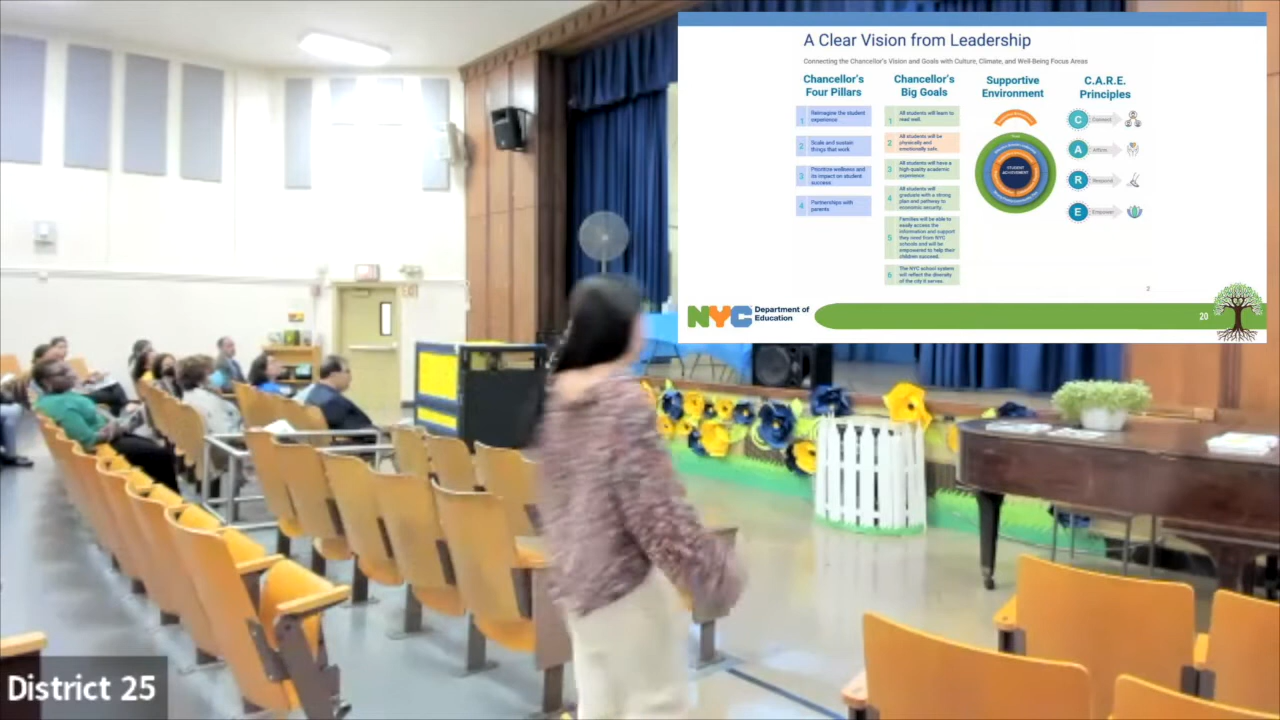 A Clear Vision from Leadership
Connecting the Chancellor's Vision and Goals with Culture, Climate, and Well-Being Focus Areas
Chancellor's
Four Pillars
1
Reimagine the student
experience
2
Scale and sustain
things that work
3
Prioritize wellness and
its impact on student
success
4
Partnerships with
parents
Chancellor's
Big Goals
1
All students will learn to
read well.
2
All students will be
physically and
emotionally safe.
3
All students will have a
high-quality academic
experience.
4
All students will
graduate with a strong
plan and pathway to
economic security.
5
Families will be able to
easily access the
information and support
they need from NYC
schools and will be
empowered to help their
children succeed.
6
The NYC school system
will reflect the diversity
of the city it serves.
Supportive
Environment
STUDENT
ACHIEVEMENT
C.A.R.E.
Principles
C
Connect
A
Affirm
R
Respond
E
Empower
2
NYC
Department of
Education
20
District 25